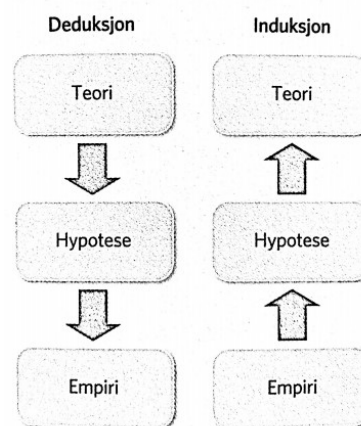 Deduksjon
Induksjon
Teori
Teori
Hypotese
Hypotese
Empiri
Empiri